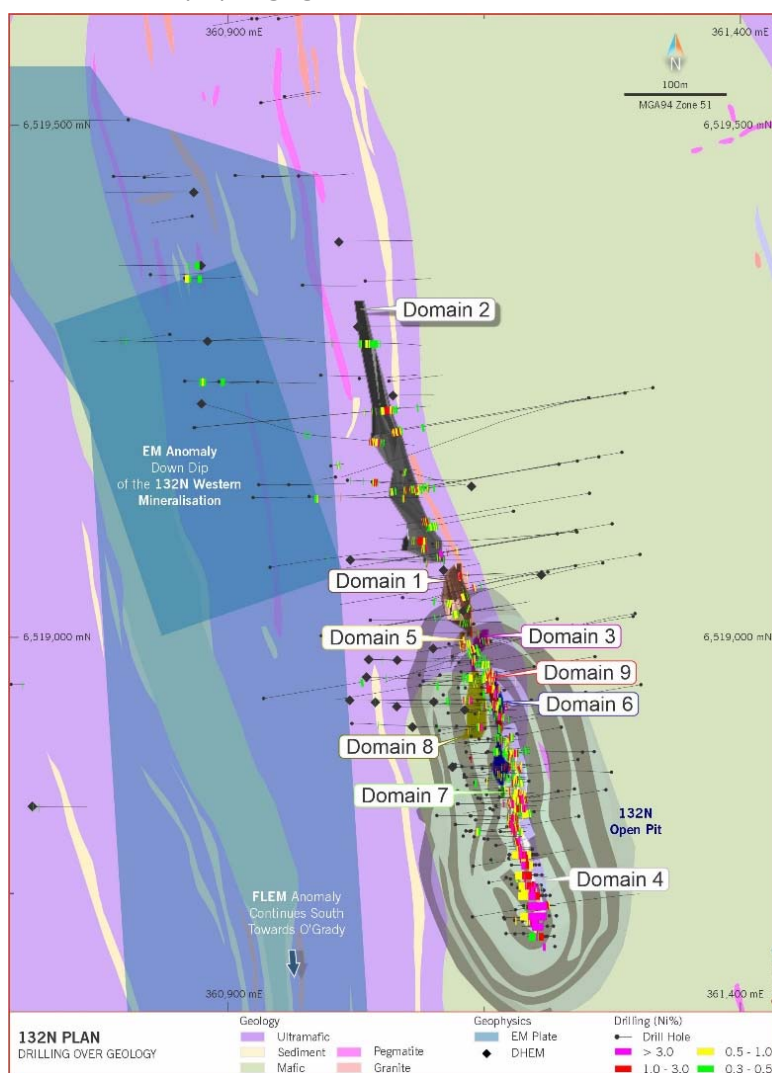 360,900 mE
361,400 mE
N
100m
MGA94 Zone 51
6,519,500 mN
6,519,500 mN
Domain 2
EM Anomaly
Down Dip
of the 132N Western
Mineralisation
Domain 1
6,519,000 mN
Domain 5
Domain 3
6,519,000 mN
Domain 9
Domain 6
Domain 8
Domain 7
132N
Open Pit
Domain 4
FLEM Anomaly
Continues South
Towards O'Grady
360,900 mE
361,400 mE
132N PLAN
DRILLING OVER GEOLOGY
Geology
Ultramafic
Sediment
Mafic
Pegmatite
Granite
Geophysics
EM Plate
DHEM
Drilling (Ni%)
Drill Hole
> 3.0
1.0 - 3.0
0.5 - 1.0
0.3 - 0.5